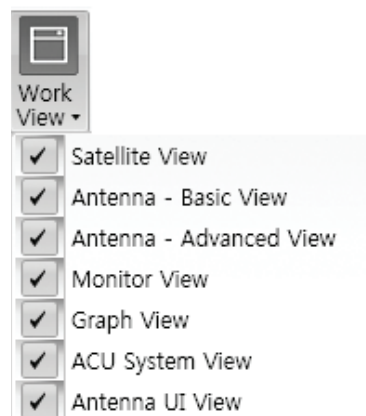 Work
View
Satellite View
Antenna - Basic View
Antenna - Advanced View
Monitor View
Graph View
ACU System View
Antenna UI View